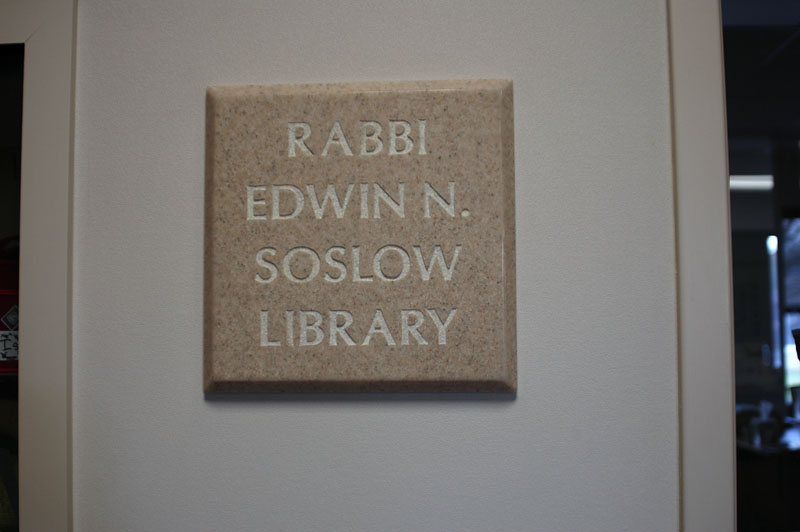 RABBI
EDWIN N.
SOSLOW
LIBRARY